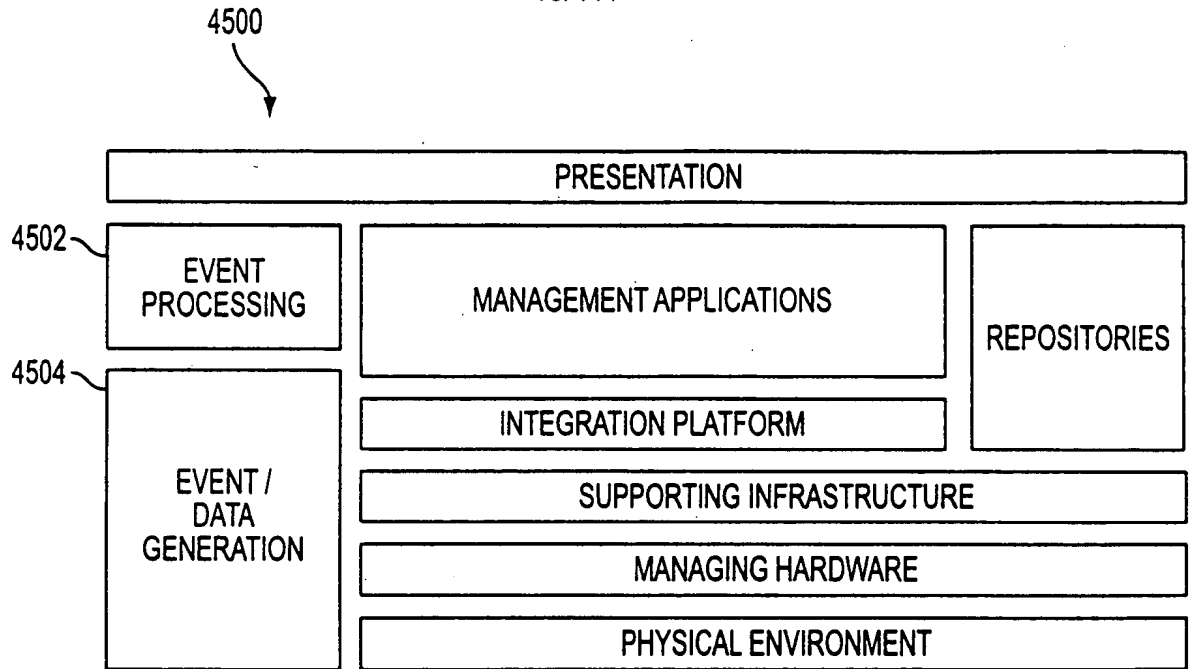 4500
PRESENTATION
4502
EVENT
PROCESSING
MANAGEMENT APPLICATIONS
REPOSITORIES
4504
INTEGRATION PLATFORM
EVENT /
DATA
GENERATION
SUPPORTING INFRASTRUCTURE
MANAGING HARDWARE
PHYSICAL ENVIRONMENT